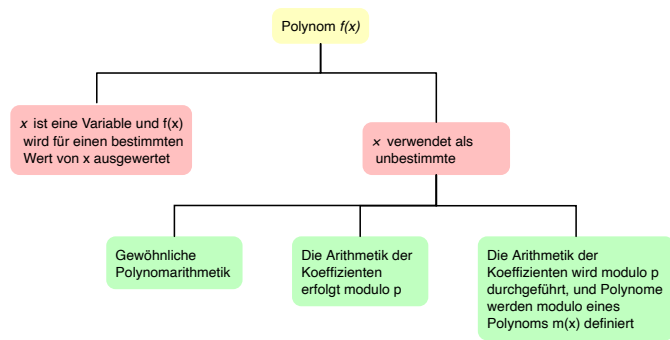 Polynom f(x)
x ist eine Variable und f(x)
wird für einen bestimmten
Wert von x ausgewertet
x verwendet als
unbestimmte
Gewöhnliche
Polynomarithmetik
Die Arithmetik der
Koeffizienten
erfolgt modulo p
Die Arithmetik der
Koeffizienten wird modulo p
durchgeführt, und Polynome
werden modulo eines
Polynoms m(x) definiert